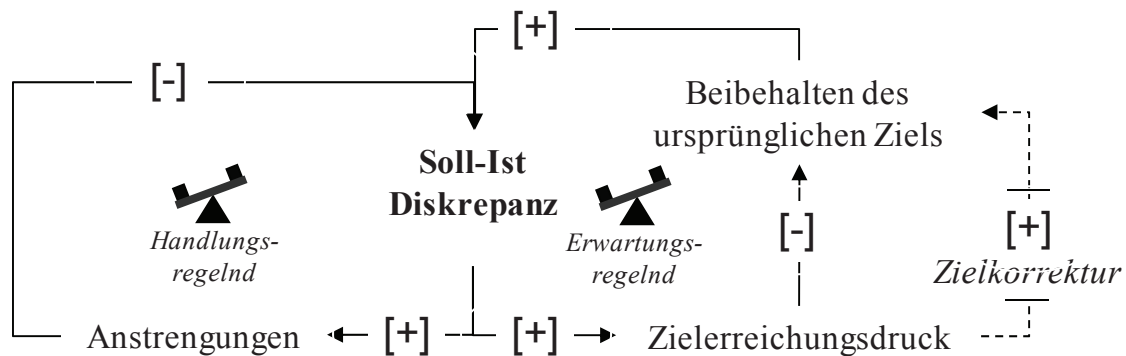 [+]
[-]
Beibehalten des
ursprünglichen Ziels
Soll-Ist
Diskrepanz
Handlungs-
regelnd
Erwartungs-
regelnd
[-]
[+]
Zielkorrektur
Anstrengungen
[+]
[+]
Zielerreichungsdruck